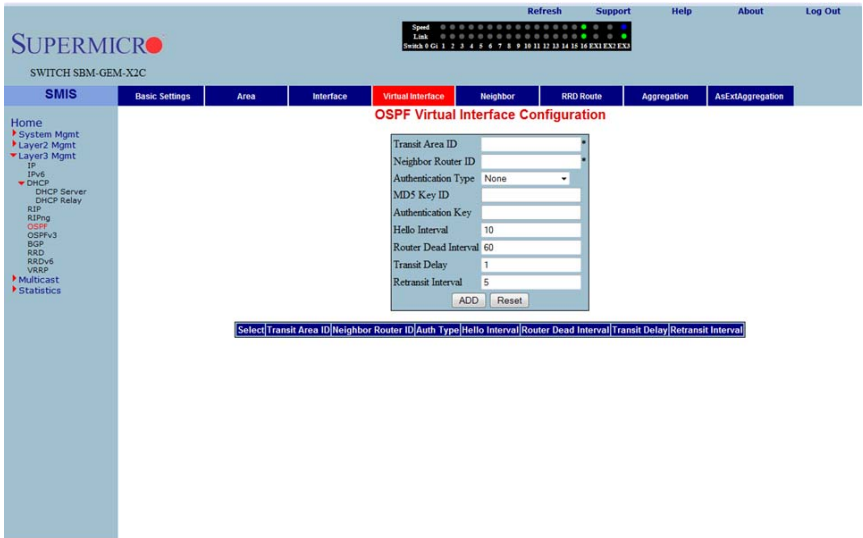 Refresh Support Help About Log Out
Speed
Link
Switch 0 Gi 1 2 3 4 5 6 7 8 9 10 11 12 13 14 15 16 EX1 EX2 EX3
SUPERMICRO
SWITCH SBM-GEM-X2C
SMIS
Basic Settings Area Interface Virtual Interface Neighbor RRD Route Aggregation AsExtAggregation
Home
System Mgmt
Layer2 Mgmt
Layer3 Mgmt
IP
IPv6
DHCP
DHCP Server
DHCP Relay
RIP
RIPng
OSPF
OSPFv3
BGP
RRD
RRDv6
VRRP
Multicast
Statistics
OSPF Virtual Interface Configuration
Transit Area ID *
Neighbor Router ID *
Authentication Type None
MD5 Key ID
Authentication Key
Hello Interval 10
Router Dead Interval 60
Transit Delay 1
Retransit Interval 5
ADD Reset
Select Transit Area ID Neighbor Router ID Auth Type Hello Interval Router Dead Interval Transit Delay Retransit Interval